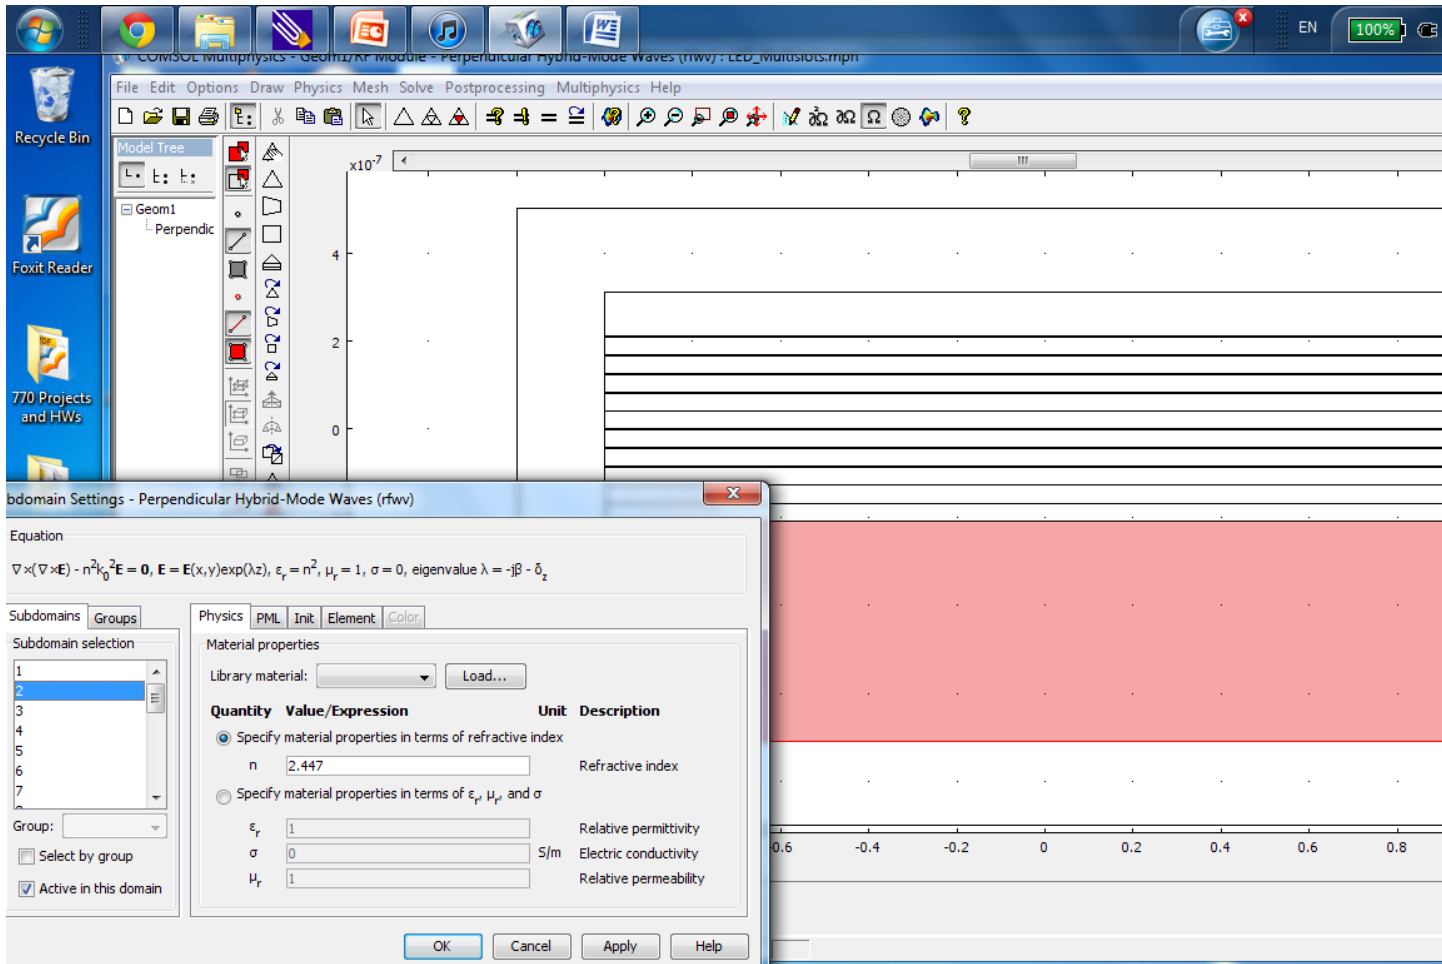 EN
100%
COMSOL Multiphysics - Geom1/RF Module - Perpendicular Hybrid-Mode Waves (rfwv) : LED_Multislots.mph
File Edit Options Draw Physics Mesh Solve Postprocessing Multiphysics Help
Recycle Bin
Model Tree
x10-7
Geom1
Perpendic
4
Foxit Reader
2
770 Projects
and HWs
0
bdomain Settings - Perpendicular Hybrid-Mode Waves (rfwv)
Equation
∇×(∇×E) - n²k₀²E = 0, E = E(x,y)exp(λz), εᵣ = n², μᵣ = 1, σ = 0, eigenvalue λ = -jβ - δ_z
Subdomains Groups
Physics PML Init Element Color
Subdomain selection
Material properties
1
2
3
4
5
6
7
Library material: Load...
Quantity Value/Expression Unit Description
Specify material properties in terms of refractive index
n 2.447 Refractive index
Specify material properties in terms of εᵣ, μᵣ, and σ
Group:
εᵣ 1 Relative permittivity
Select by group
σ 0 S/m Electric conductivity
Active in this domain
μᵣ 1 Relative permeability
OK Cancel Apply Help
-0.6 -0.4 -0.2 0 0.2 0.4 0.6 0.8